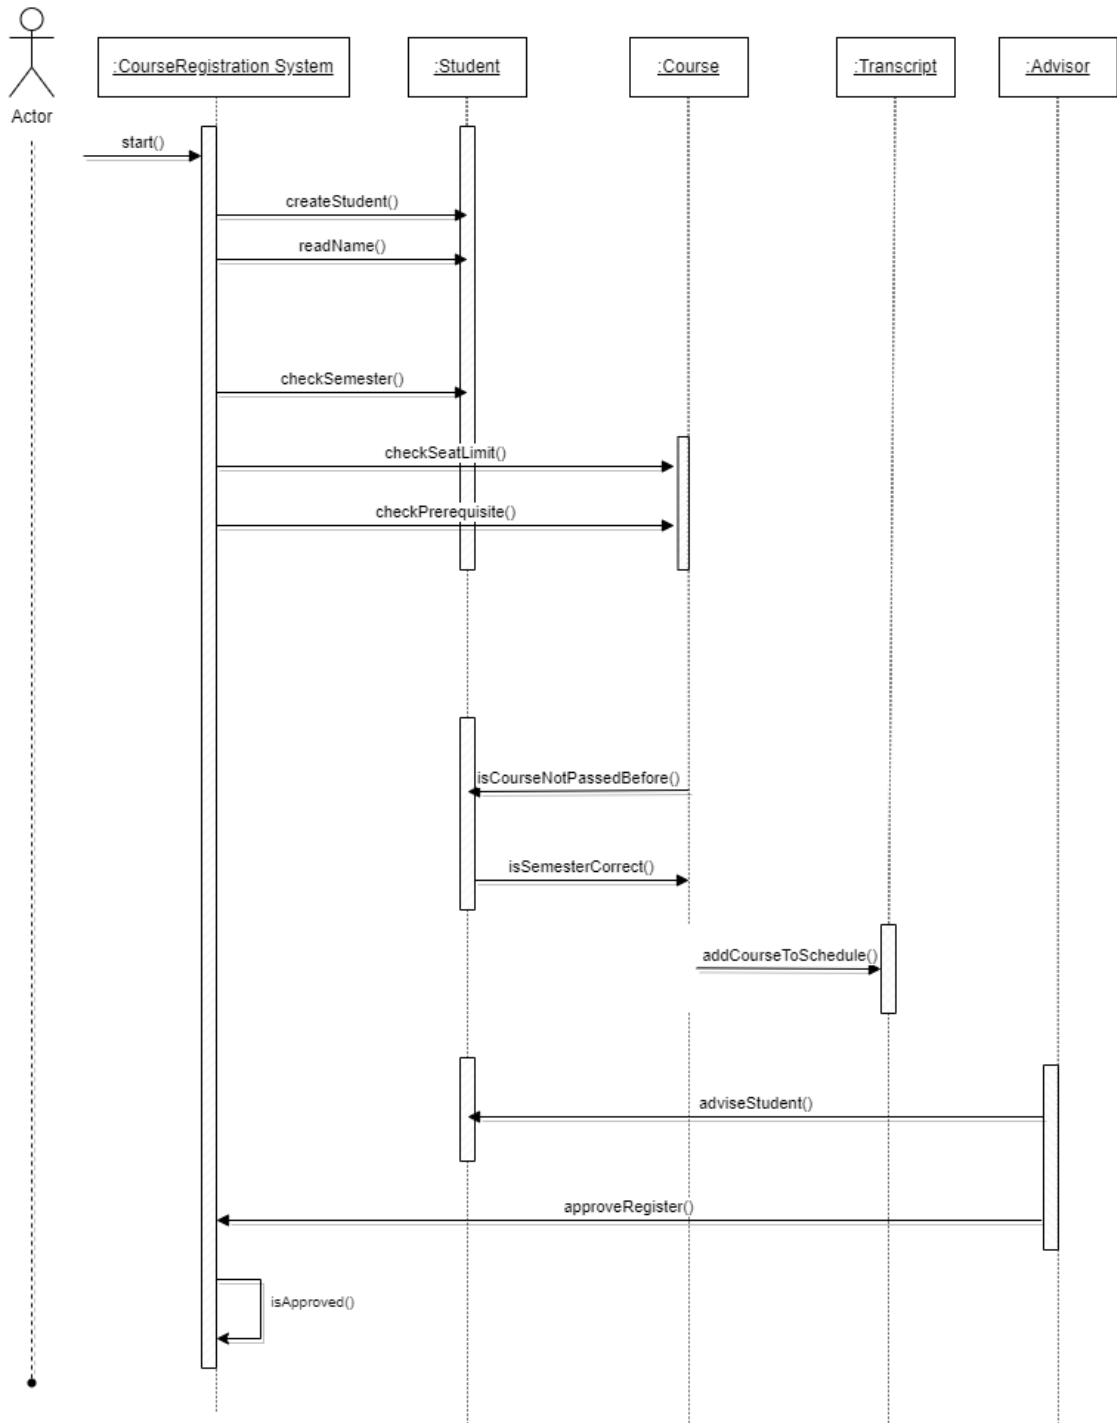 :CourseRegistration System
:Student
:Course
:Transcript
:Advisor
Actor
start()
createStudent()
readName()
checkSemester()
checkSeatLimit()
checkPrerequisite()
isCourseNotPassedBefore()
isSemesterCorrect()
addCourseToSchedule()
adviseStudent()
approveRegister()
isApproved()